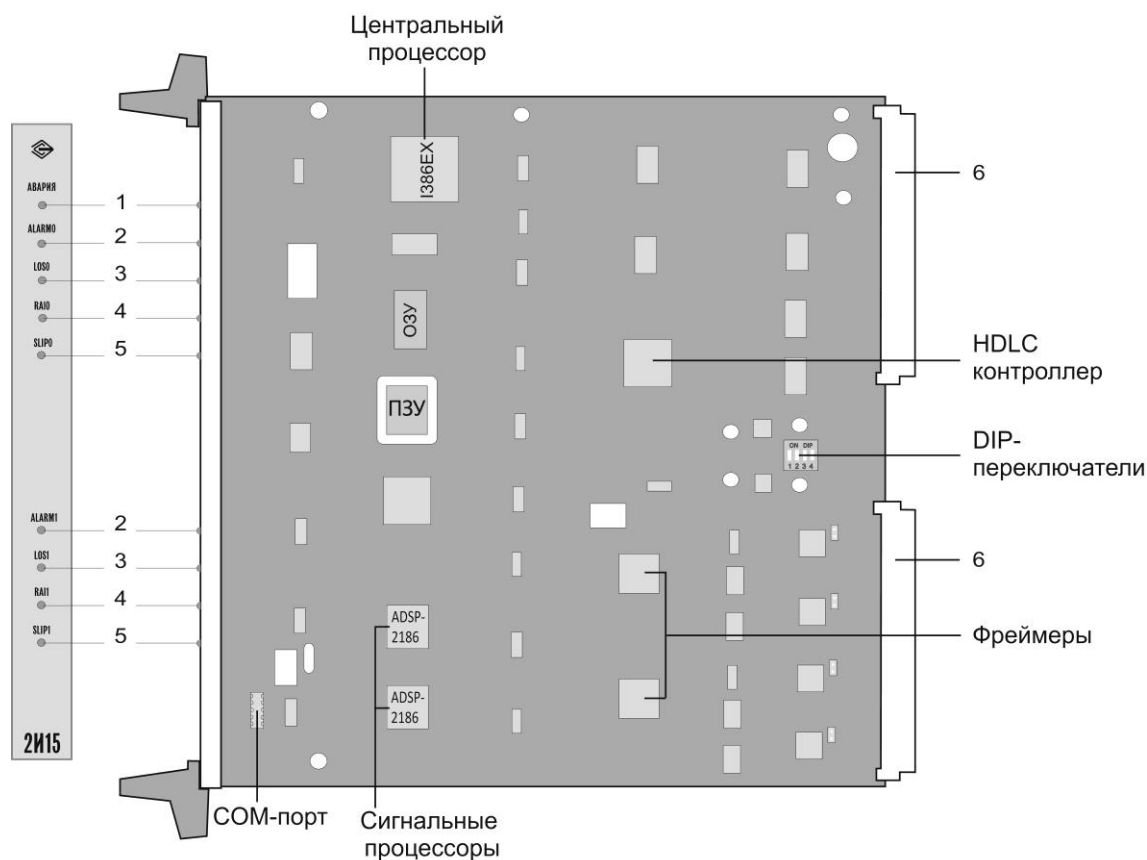 Центральный
процессор
I386EX
6
АВАРИЯ
1
ALARM0
2
LOS0
3
RAI0
4
SLIP0
5
ОЗУ
HDLC
контроллер
ПЗУ
ON DIP
1 2 3 4
DIP-
переключатели
ALARM1
2
LOS1
3
6
RAI1
4
SLIP1
5
ADSP-
2186
Фреймеры
ADSP-
2186
2И15
COM-порт
Сигнальные
процессоры